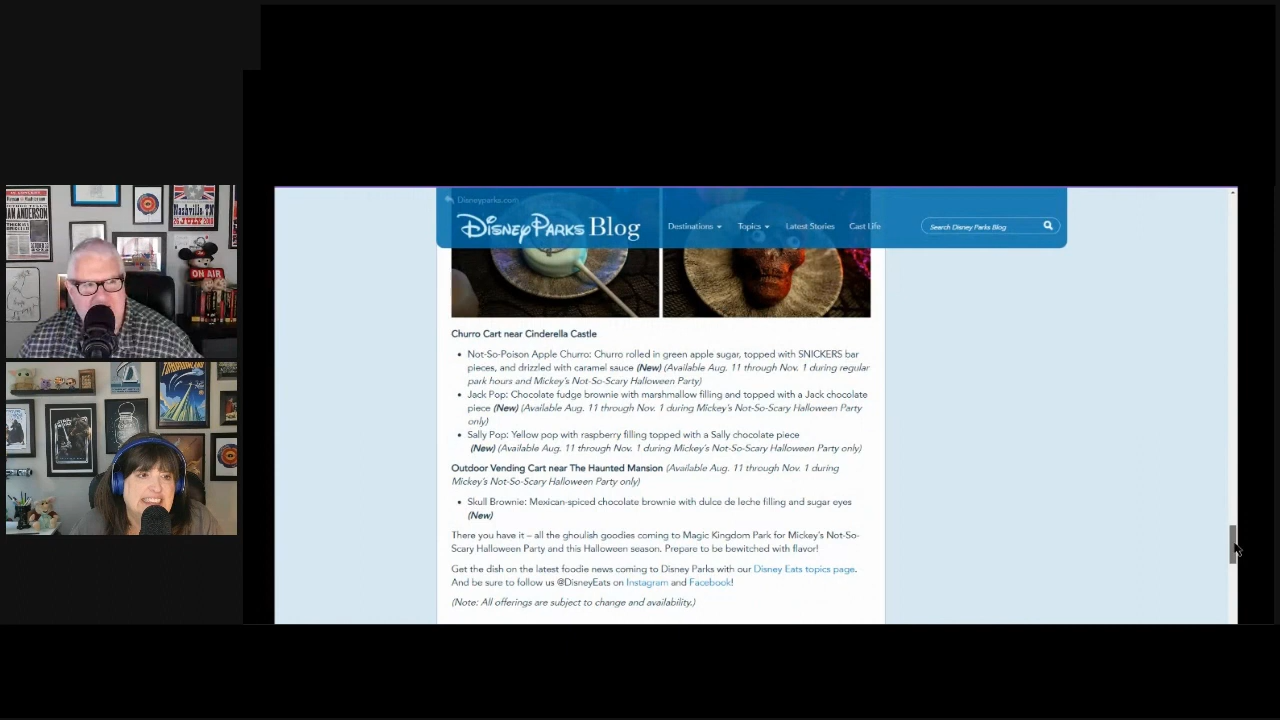 IAN ANDERSON
Nashville, TN
26 JULY 2018
ON AIR
TOMORROWLAND
Disneyparks.com
Disney PARKS Blog
Destinations
Topics
Latest Stories
Cast Life
Search Disney Parks Blog
Churro Cart near Cinderella Castle
• Not-So-Poison Apple Churro: Churro rolled in green apple sugar, topped with SNICKERS bar
pieces, and drizzled with caramel sauce (New) (Available Aug. 11 through Nov. 1 during regular
park hours and Mickey's Not-So-Scary Halloween Party)
• Jack Pop: Chocolate fudge brownie with marshmallow filling and topped with a Jack chocolate
piece (New) (Available Aug. 11 through Nov. 1 during Mickey's Not-So-Scary Halloween Party
only)
• Sally Pop: Yellow pop with raspberry filling topped with a Sally chocolate piece
(New) (Available Aug. 11 through Nov. 1 during Mickey's Not-So-Scary Halloween Party only)
Outdoor Vending Cart near The Haunted Mansion (Available Aug. 11 through Nov. 1 during
Mickey's Not-So-Scary Halloween Party only)
• Skull Brownie: Mexican-spiced chocolate brownie with dulce de leche filling and sugar eyes
(New)
There you have it – all the ghoulish goodies coming to Magic Kingdom Park for Mickey's Not-So-
Scary Halloween Party and this Halloween season. Prepare to be bewitched with flavor!
Get the dish on the latest foodie news coming to Disney Parks with our Disney Eats topics page.
And be sure to follow us @DisneyEats on Instagram and Facebook!
(Note: All offerings are subject to change and availability.)